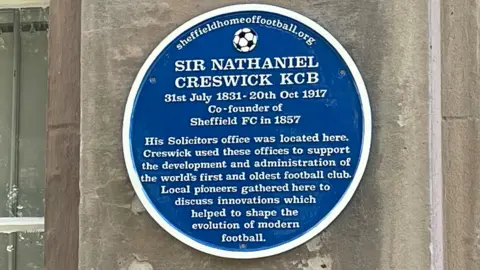 sheffieldhomeoffootball.org
SIR NATHANIEL
CRESWICK KCB
31st July 1831 - 20th Oct 1917
Co-founder of
Sheffield FC in 1857
His Solicitors office was located here.
Creswick used these offices to support
the development and administration of
the world's first and oldest football club.
Local pioneers gathered here to
discuss innovations which
helped to shape the
evolution of modern
football.